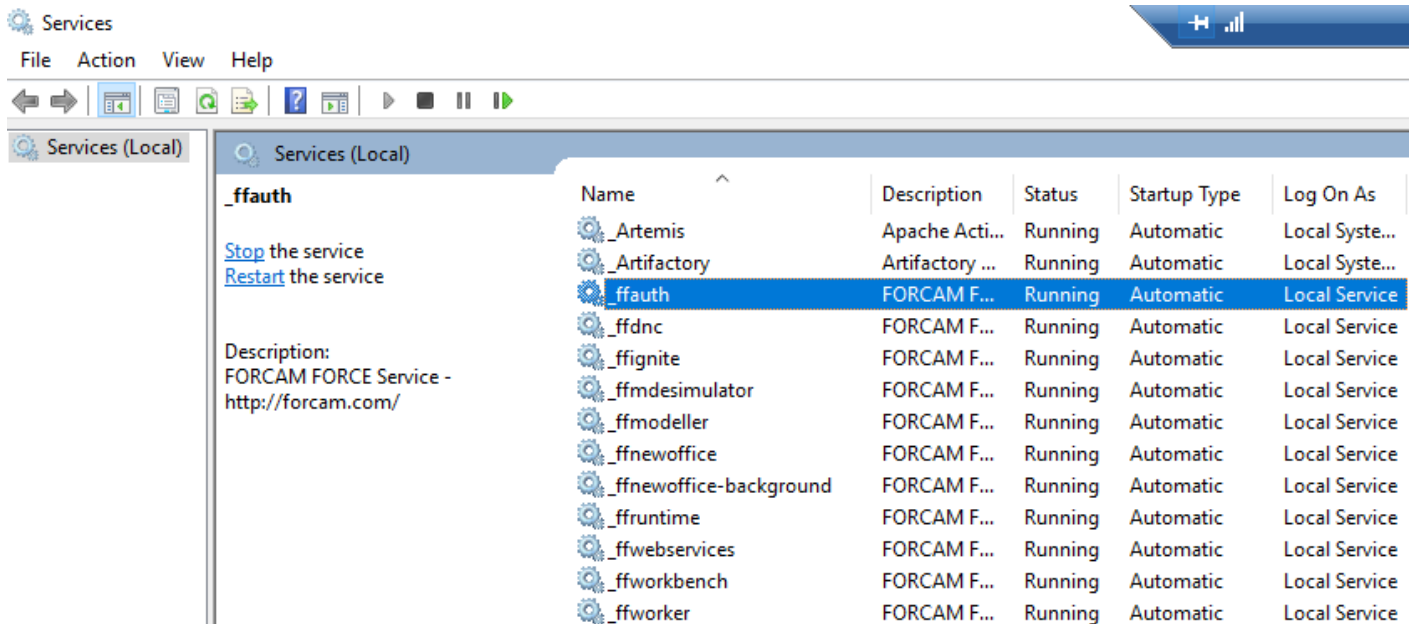 Services
File Action View Help
Services (Local)
Services (Local)
_ffauth
Stop the service
Restart the service
Description:
FORCAM FORCE Service -
http://forcam.com/
Name Description Status Startup Type Log On As
_Artemis Apache Acti... Running Automatic Local Syste...
_Artifactory Artifactory ... Running Automatic Local Syste...
_ffauth FORCAM F... Running Automatic Local Service
_ffdnc FORCAM F... Running Automatic Local Service
_ffignite FORCAM F... Running Automatic Local Service
_ffmdesimulator FORCAM F... Running Automatic Local Service
_ffmodeller FORCAM F... Running Automatic Local Service
_ffnewoffice FORCAM F... Running Automatic Local Service
_ffnewoffice-background FORCAM F... Running Automatic Local Service
_ffruntime FORCAM F... Running Automatic Local Service
_ffwebservices FORCAM F... Running Automatic Local Service
_ffworkbench FORCAM F... Running Automatic Local Service
_ffworker FORCAM F... Running Automatic Local Service